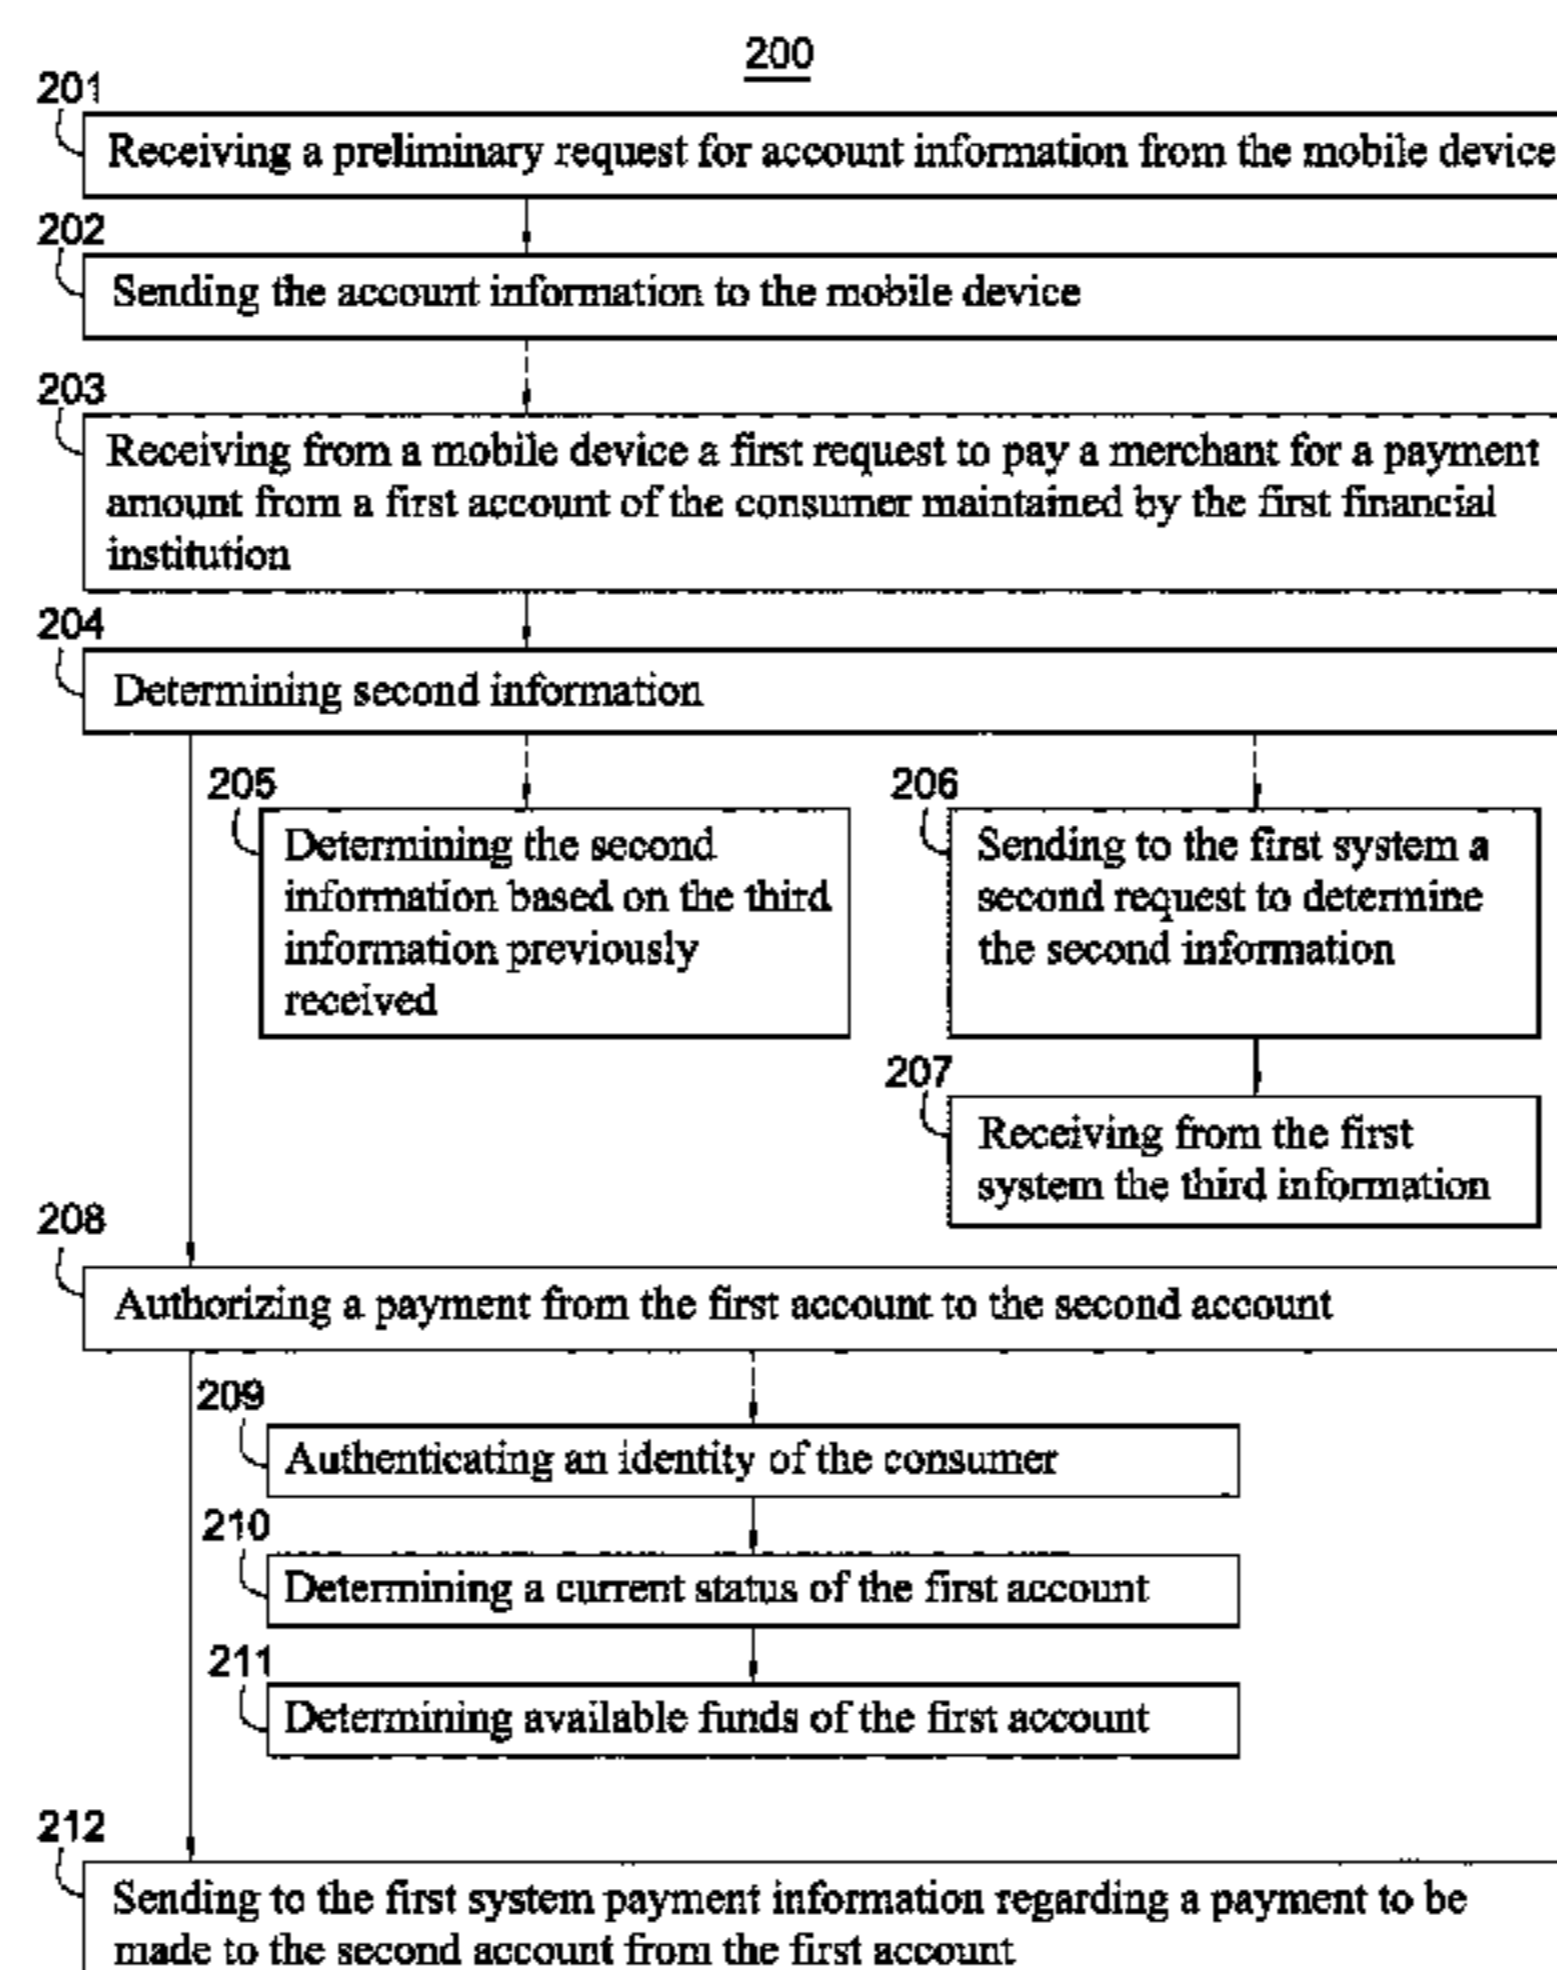 200
201
Receiving a preliminary request for account information from the mobile device
202
Sending the account information to the mobile device
203
Receiving from a mobile device a first request to pay a merchant for a payment
amount from a first account of the consumer maintained by the first financial
institution
204
Determining second information
205
Determining the second
information based on the third
information previously
received
206
Sending to the first system a
second request to determine
the second information
207
Receiving from the first
system the third information
208
Authorizing a payment from the first account to the second account
209
Authenticating an identity of the consumer
210
Determining a current status of the first account
211
Determining available funds of the first account
212
Sending to the first system payment information regarding a payment to be
made to the second account from the first account